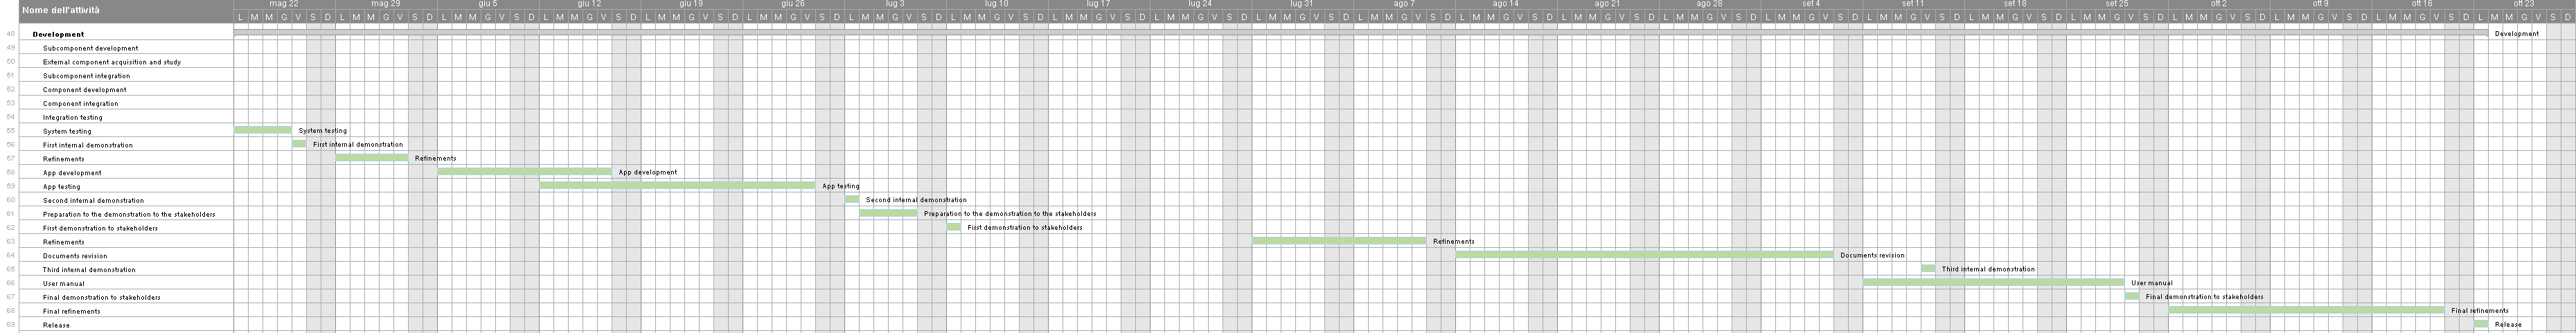 Nome dell'attività
mag 22 mag 29 giu 5 giu 12 giu 19 giu 26 lug 3 lug 10 lug 17 lug 24 lug 31 ago 7 ago 14 ago 21 ago 28 set 4 set 11 set 18 set 25 ott 2 ott 9 ott 16 ott 23
L M M G V S D L M M G V S D L M M G V S D L M M G V S D L M M G V S D L M M G V S D L M M G V S D L M M G V S D L M M G V S D L M M G V S D L M M G V S D L M M G V S D L M M G V S D L M M G V S D L M M G V S D L M M G V S D L M M G V S D L M M G V S D L M M G V S D L M M G V S D L M M G V S D L M M G V S D L M M G V S D
48 Development Development
49 Subcomponent development
50 External component acquisition and study
51 Subcomponent integration
52 Component development
53 Component integration
54 Integration testing
55 System testing System testing
56 First internal demonstration First internal demonstration
57 Refinements Refinements
58 App development App development
59 App testing App testing
60 Second internal demonstration Second internal demonstration
61 Preparation to the demonstration to the stakeholders Preparation to the demonstration to the stakeholders
62 First demonstration to stakeholders First demonstration to stakeholders
63 Refinements Refinements
64 Documents revision Documents revision
65 Third internal demonstration Third internal demonstration
66 User manual User manual
67 Final demonstration to stakeholders Final demonstration to stakeholders
68 Final refinements Final refinements
69 Release Release